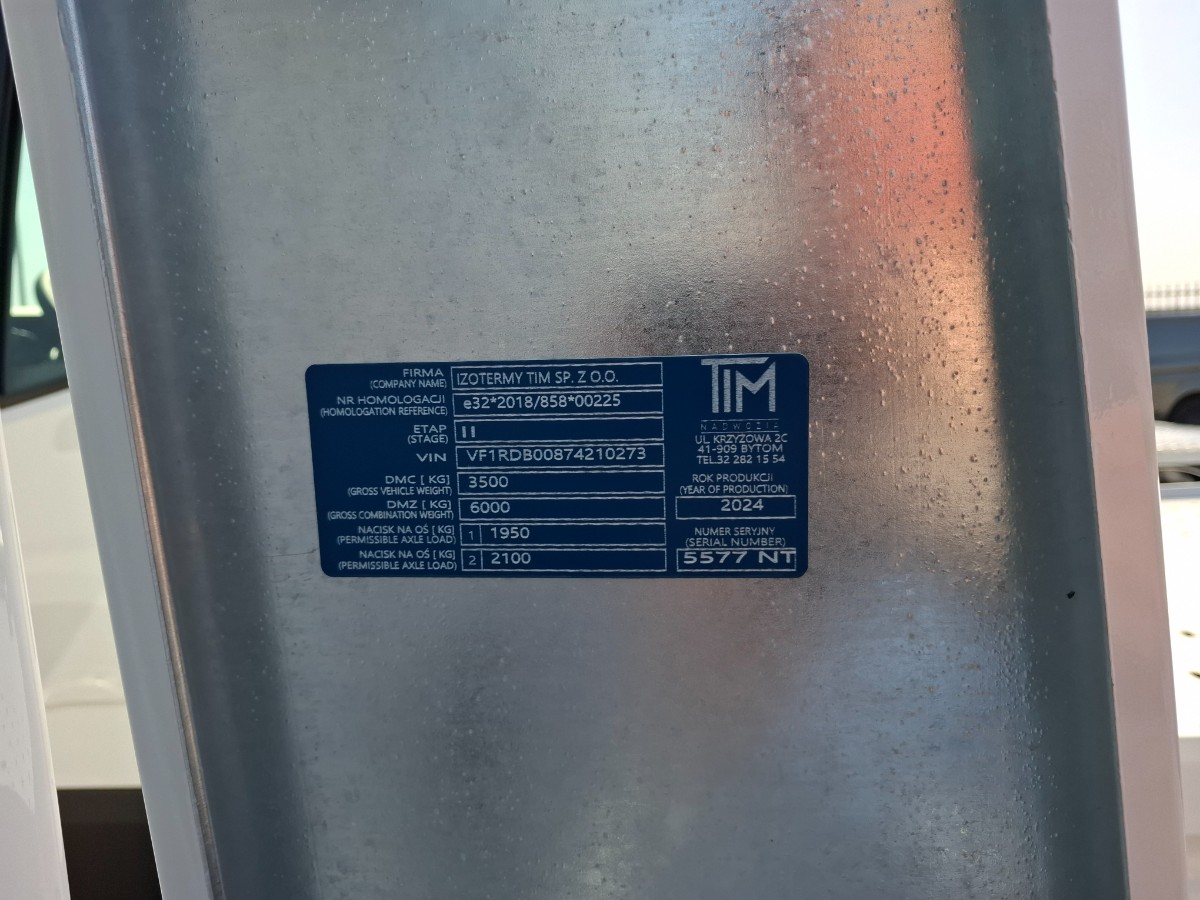 FIRMA
(COMPANY NAME)
IZOTERMY TIM SP. Z O.O.
NR HOMOLOGACJI
(HOMOLOGATION REFERENCE)
e32*2018/858*00225
ETAP
(STAGE)
II
VIN
VF1RDB00874210273
DMC [ KG]
(GROSS VEHICLE WEIGHT)
3500
DMZ [ KG]
(GROSS COMBINATION WEIGHT)
6000
NACISK NA OŚ [ KG]
(PERMISSIBLE AXLE LOAD)
1 1950
NACISK NA OŚ [ KG]
(PERMISSIBLE AXLE LOAD)
2 2100
TIM
NADWOZIA
UL. KRZYŻOWA 2C
41-909 BYTOM
TEL.32 282 15 54
ROK PRODUKCJI
(YEAR OF PRODUCTION)
2024
NUMER SERYJNY
(SERIAL NUMBER)
5577 NT